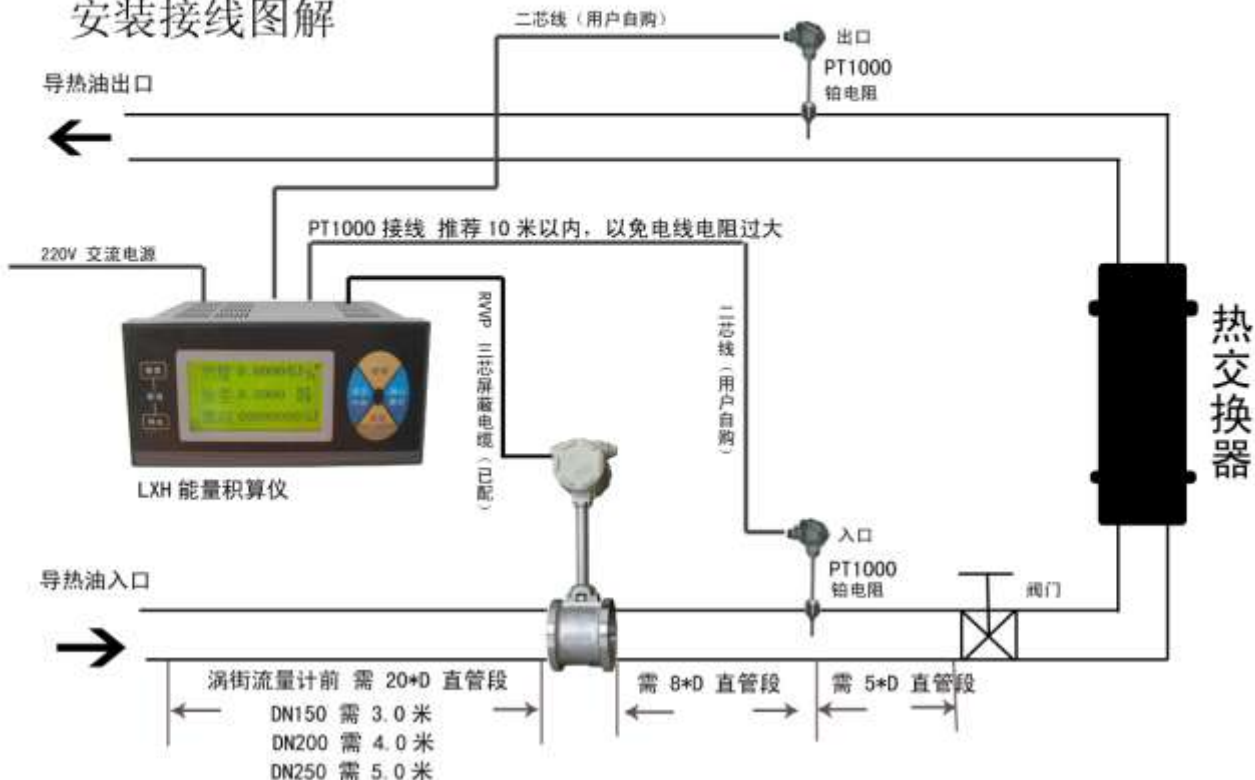 安装接线图解
二芯线（用户自购）
出口
PT1000
铂电阻
导热油出口
PT1000 接线 推荐 10 米以内，以免电线电阻过大
220V 交流电源
RVVP 三芯屏蔽电缆（已配）
二芯线（用户自购）
热交换器
LXH 能量积算仪
入口
PT1000
铂电阻
导热油入口
阀门
涡街流量计前 需 20*D 直管段
需 8*D 直管段
需 5*D 直管段
DN150 需 3.0 米
DN200 需 4.0 米
DN250 需 5.0 米